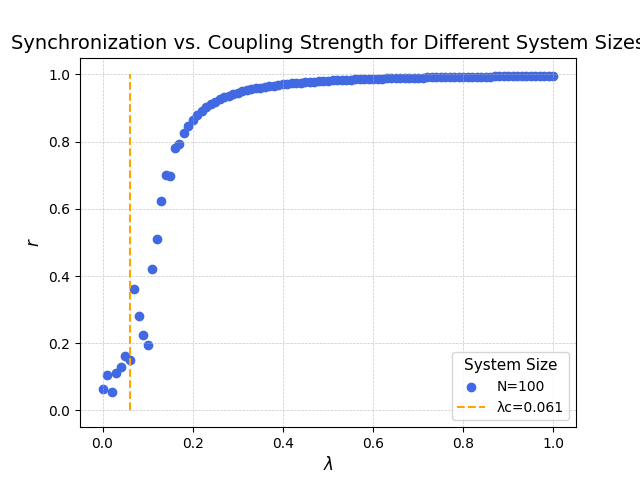 Synchronization vs. Coupling Strength for Different System Sizes
1.0
0.8
0.6
0.4
0.2
0.0
r
0.0 0.2 0.4 0.6 0.8 1.0
λ
System Size
N=100
λc=0.061